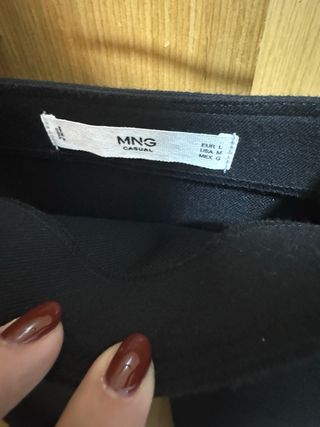 MNG
CASUAL
EUR L
USA M
MEX G